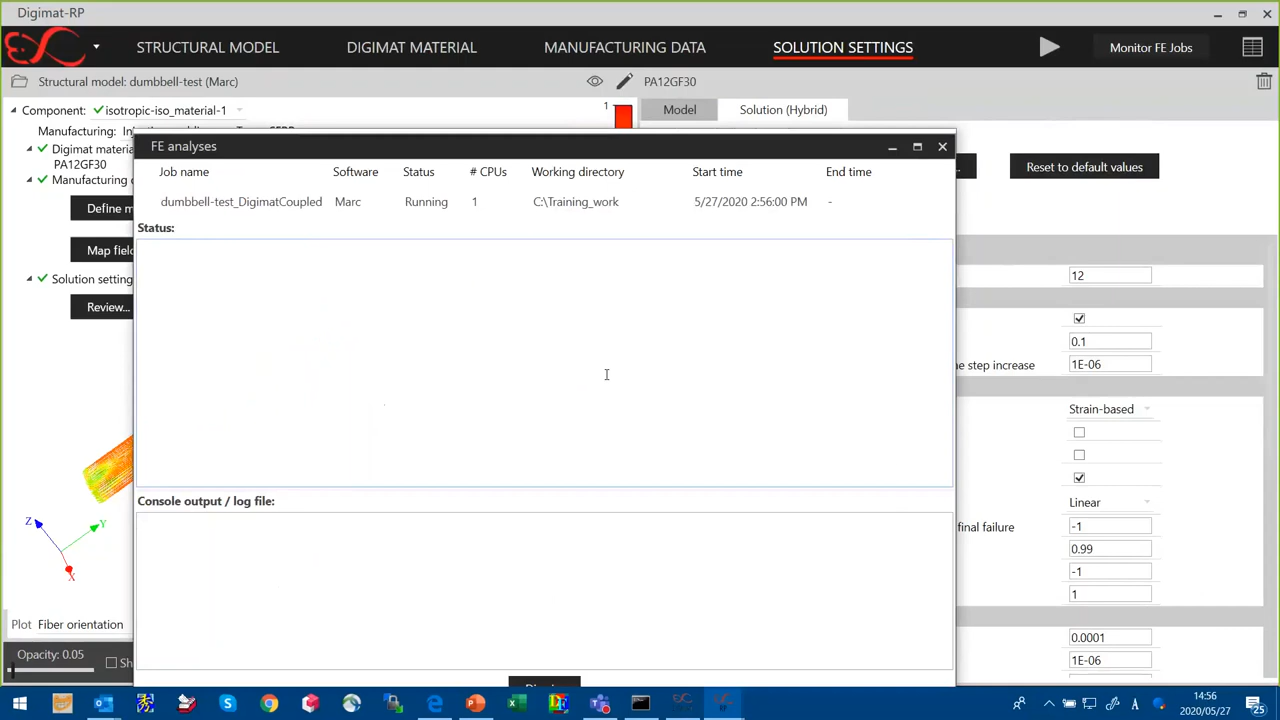 Digimat-RP
STRUCTURAL MODEL DIGIMAT MATERIAL MANUFACTURING DATA SOLUTION SETTINGS Monitor FE Jobs
Structural model: dumbbell-test (Marc) PA12GF30
Component: isotropic-iso_material-1 1 Model Solution (Hybrid)
Digimat mater
PA12GF30
Manufacturing
Define m
Map field
Solution setting
Review...
FE analyses
Job name Software Status # CPUs Working directory Start time End time
dumbbell-test_DigimatCoupled Marc Running 1 C:\Training_work 5/27/2020 2:56:00 PM -
Status:
Console output / log file:
... Reset to default values
12
0.1
ne step increase 1E-06
Strain-based
Linear
final failure -1
0.99
-1
1
0.0001
1E-06
Z Y
X
Plot Fiber orientation
Opacity: 0.05 Sh
14:56
2020/05/27
25